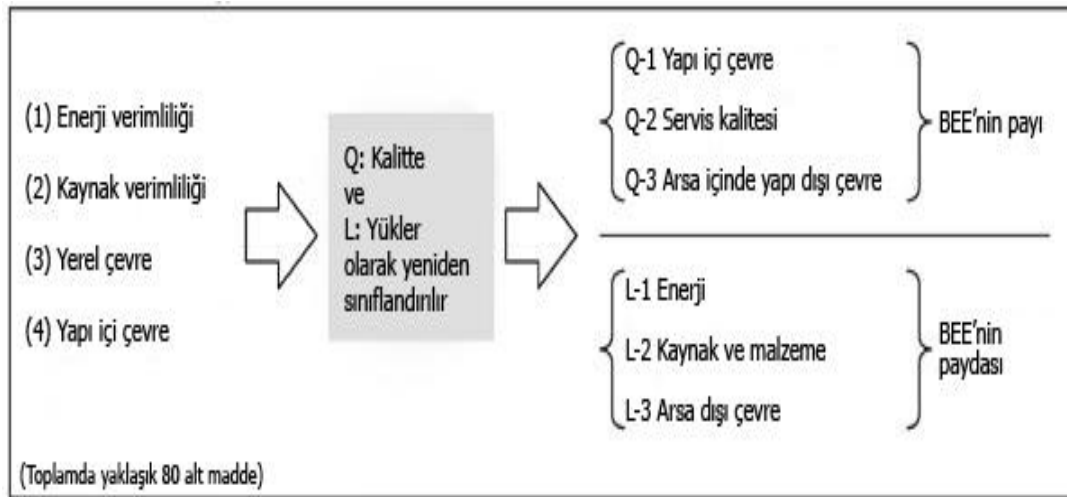 (1) Enerji verimliliği
(2) Kaynak verimliliği
(3) Yerel çevre
(4) Yapı içi çevre
(Toplamda yaklaşık 80 alt madde)
Q: Kalitte
ve
L: Yükler
olarak yeniden
sınıflandırılır
Q-1 Yapı içi çevre
Q-2 Servis kalitesi
Q-3 Arsa içinde yapı dışı çevre
BEE'nin payı
L-1 Enerji
L-2 Kaynak ve malzeme
L-3 Arsa dışı çevre
BEE'nin
paydası